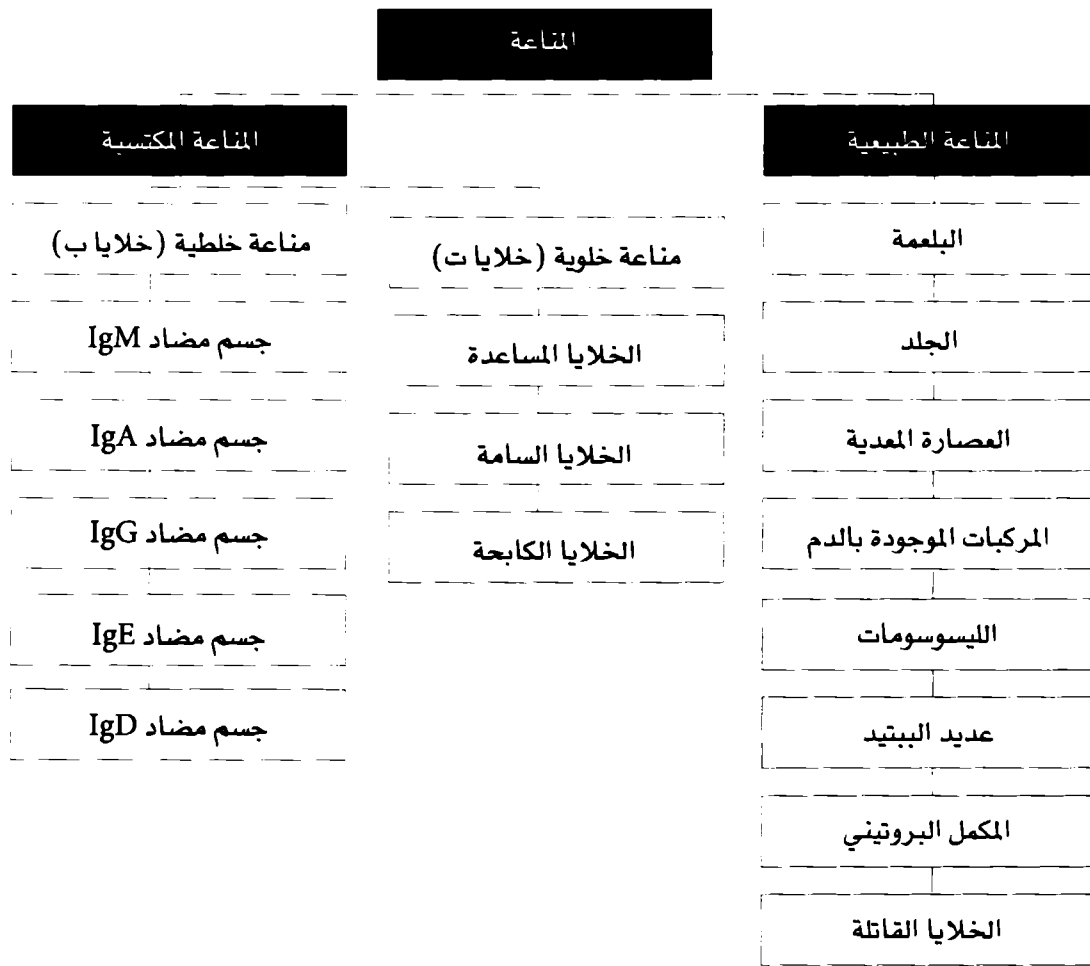 المناعة
المناعة الطبيعية
البلعمة
الجلد
العصارة المعدية
المركبات الموجودة بالدم
الليسوسومات
عديد الببتيد
المكمل البروتيني
الخلايا القاتلة
المناعة المكتسبة
مناعة خلوية (خلايا ت)
الخلايا المساعدة
الخلايا السامة
الخلايا الكابحة
مناعة خلطية (خلايا ب)
جسم مضاد IgM
جسم مضاد IgA
جسم مضاد IgG
جسم مضاد IgE
جسم مضاد IgD